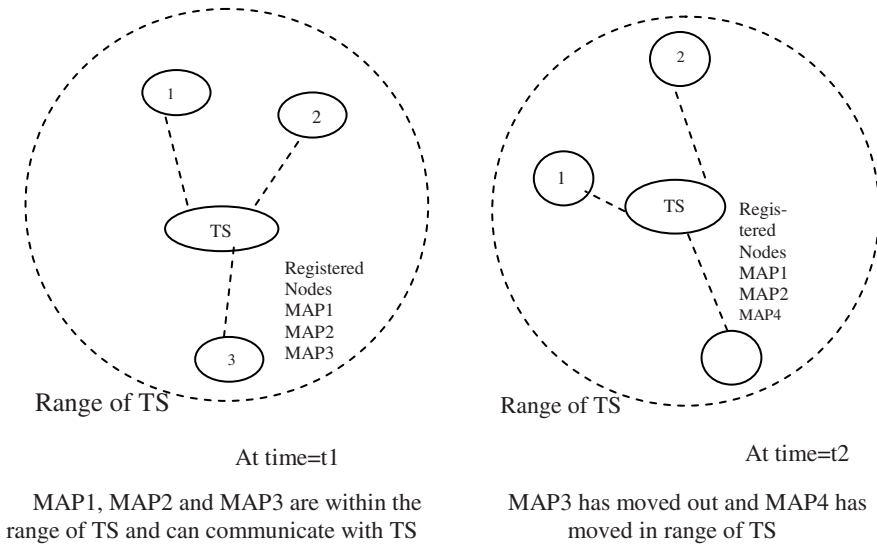 1
2
TS
Registered
Nodes
MAP1
MAP2
MAP3
3
Range of TS
At time=t1
MAP1, MAP2 and MAP3 are within the
range of TS and can communicate with TS
2
1
TS
Regis-
tered
Nodes
MAP1
MAP2
MAP4
Range of TS
At time=t2
MAP3 has moved out and MAP4 has
moved in range of TS